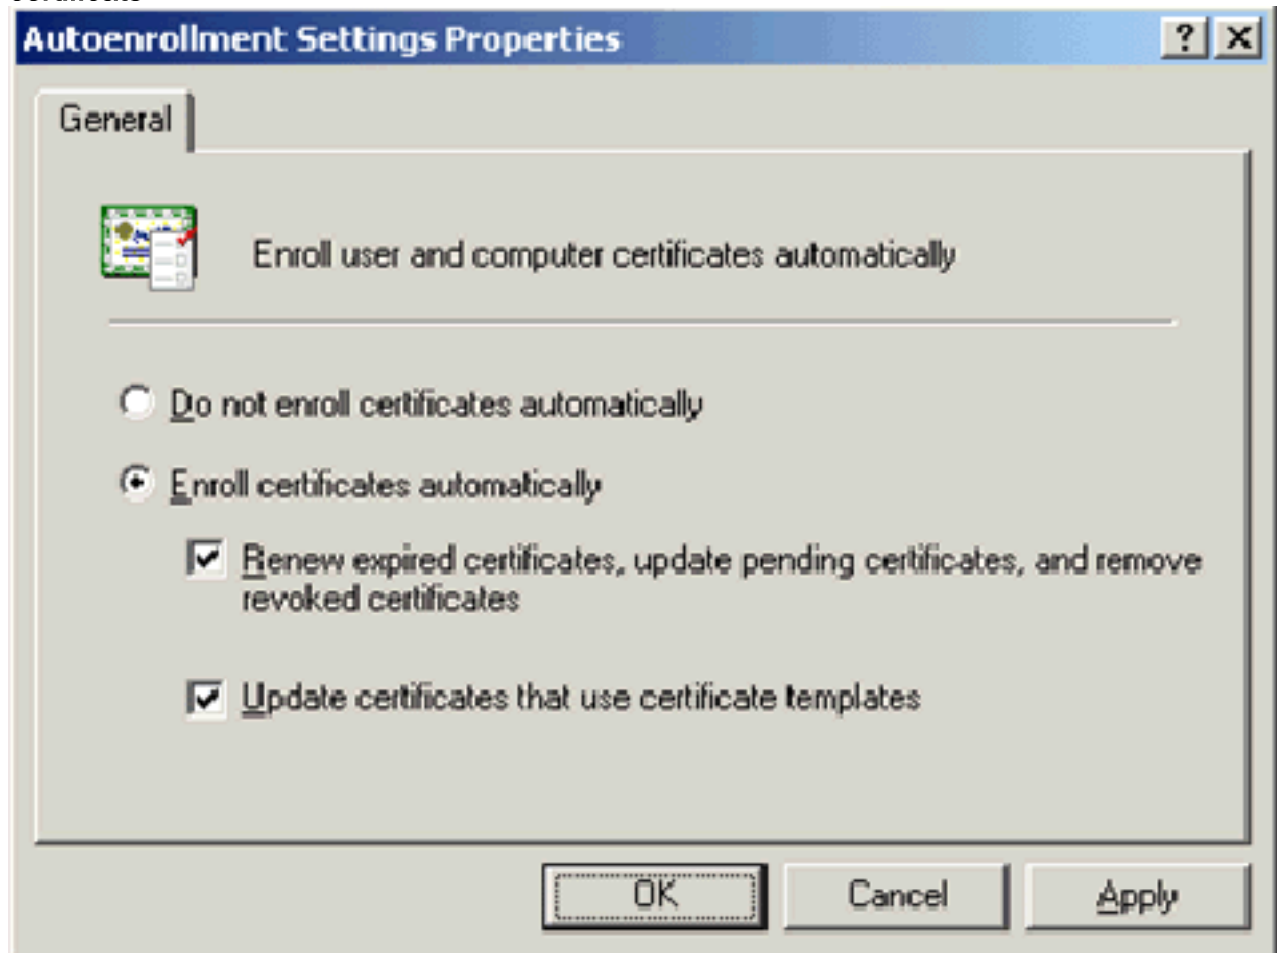 Autoenrollment Settings Properties
General
Enroll user and computer certificates automatically
Do not enroll certificates automatically
Enroll certificates automatically
Renew expired certificates, update pending certificates, and remove
revoked certificates
Update certificates that use certificate templates
OK Cancel Apply